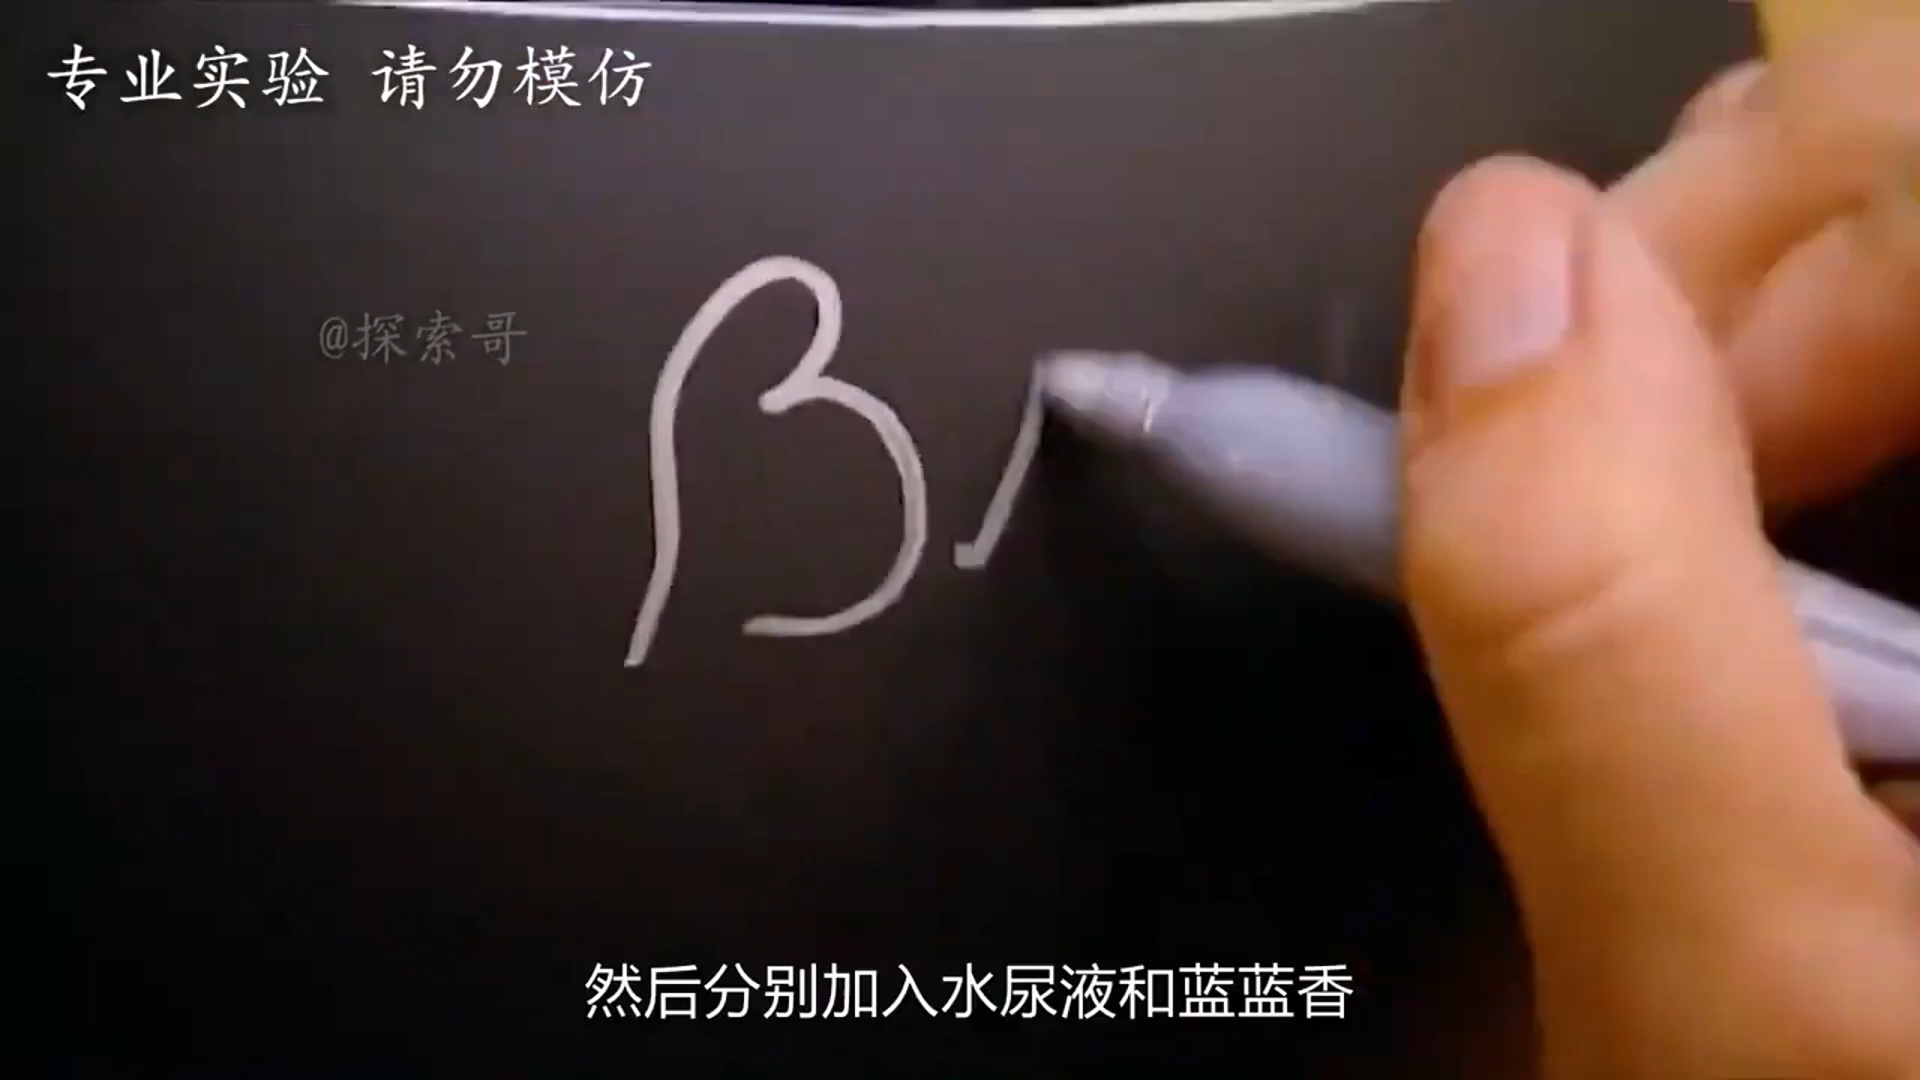 专业实验 请勿模仿
@探索哥
B
然后分别加入水尿液和蓝蓝香